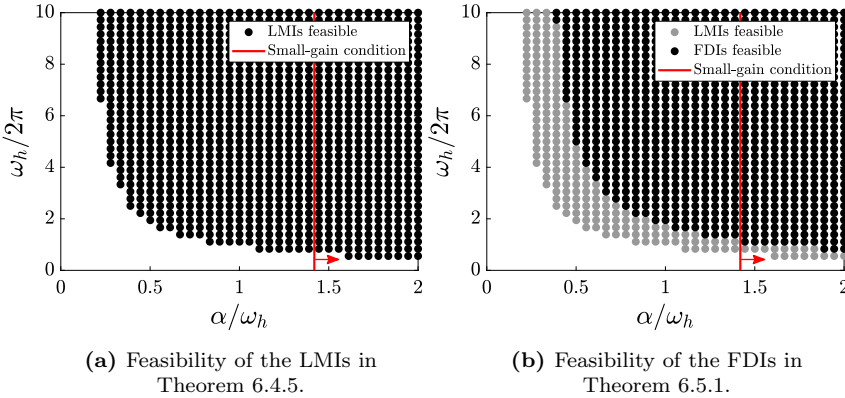 10
8
6
4
2
0
ω_h/2π
LMIs feasible
Small-gain condition
0
0.5
1
1.5
2
α/ω_h
(a) Feasibility of the LMIs in
Theorem 6.4.5.
10
8
6
4
2
0
ω_h/2π
LMIs feasible
FDIs feasible
Small-gain condition
0
0.5
1
1.5
2
α/ω_h
(b) Feasibility of the FDIs in
Theorem 6.5.1.